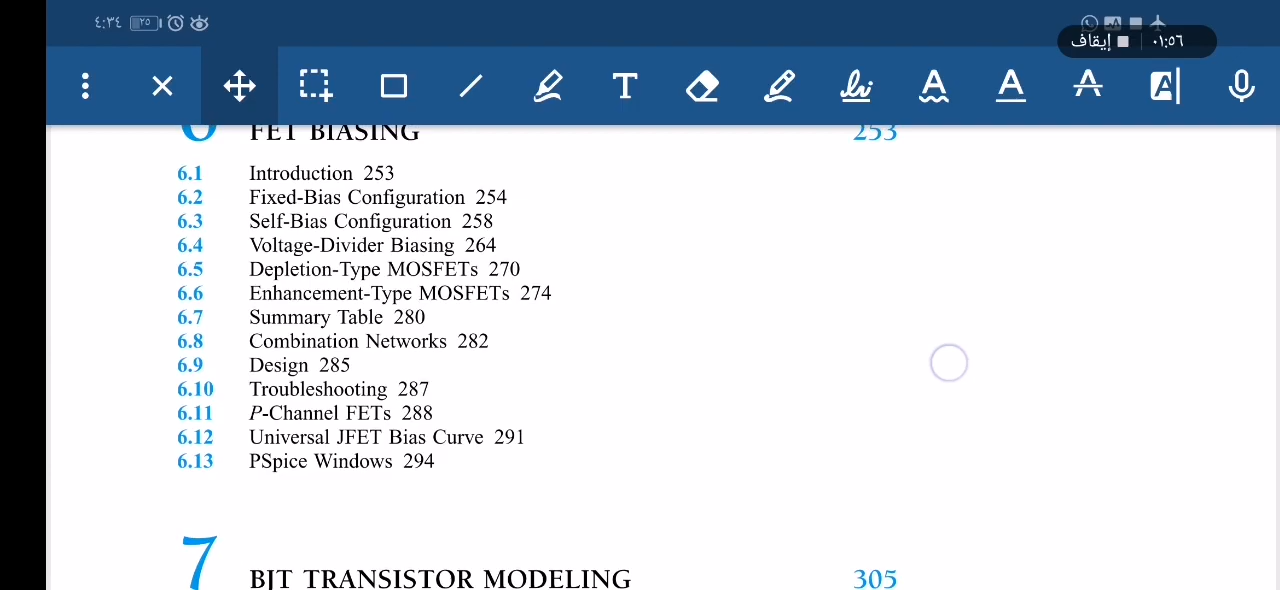 ٤:٣٤ ٢٥
إيقاف ٠١:٥٦
T A A A A
6 FET BIASING 253
6.1 Introduction 253
6.2 Fixed-Bias Configuration 254
6.3 Self-Bias Configuration 258
6.4 Voltage-Divider Biasing 264
6.5 Depletion-Type MOSFETs 270
6.6 Enhancement-Type MOSFETs 274
6.7 Summary Table 280
6.8 Combination Networks 282
6.9 Design 285
6.10 Troubleshooting 287
6.11 P-Channel FETs 288
6.12 Universal JFET Bias Curve 291
6.13 PSpice Windows 294
7 BJT TRANSISTOR MODELING 305